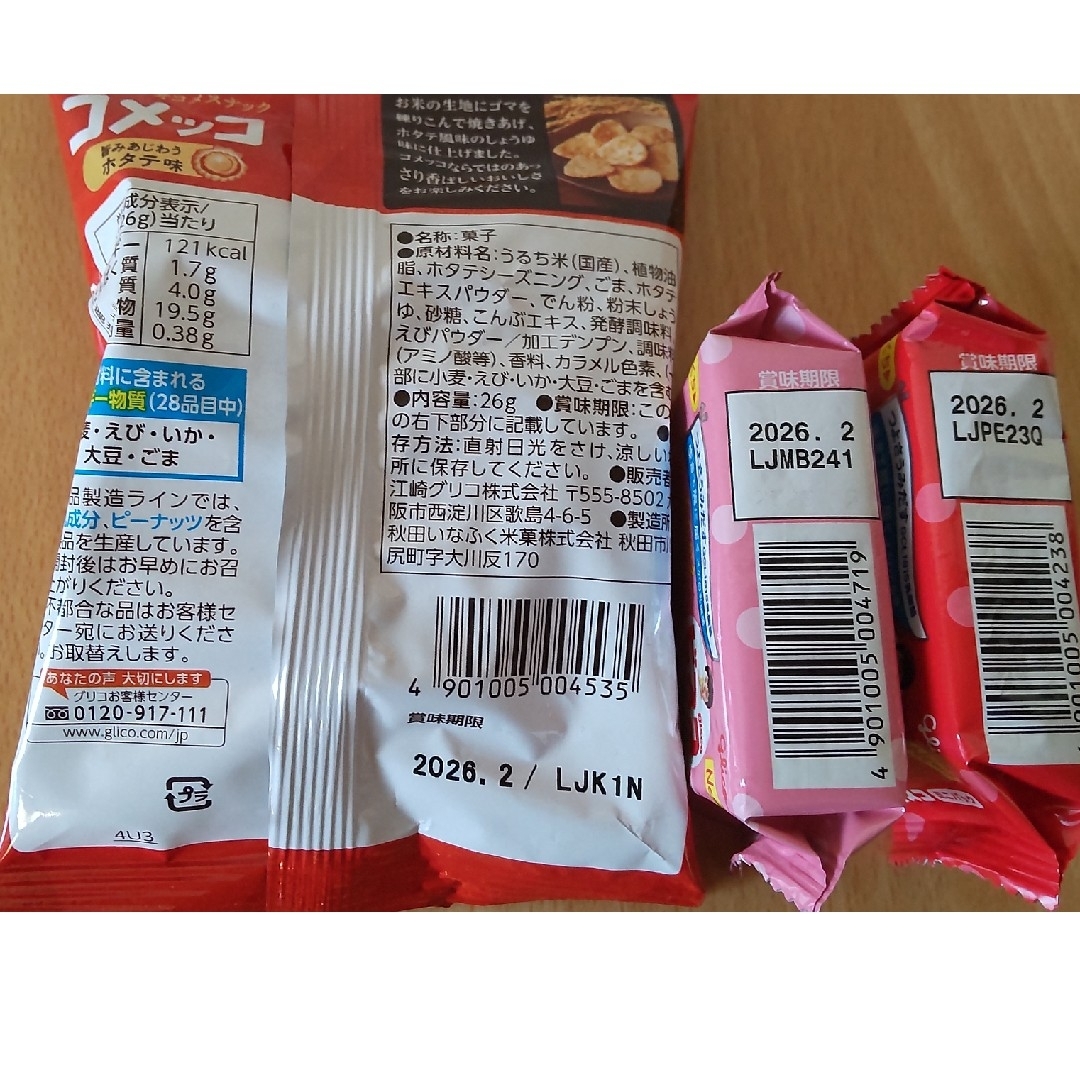 コメスナック
コメッコ
旨みあじわう
ホタテ味
お米の生地にゴマを
練りこんで焼きあげ、
ホタテ風味のしょうゆ
味に仕上げました。
コメッコならではのあっ
さり香ばしいおいしさ
をお楽しみください。
成分表示/
6g)当たり
ー 121kcal
質 1.7g
質 4.0g
物 19.5g
量 0.38g
料に含まれる
ー物質(28品目中)
・えび・いか・
大豆・ごま
品製造ラインでは、
成分、ピーナッツを含
品を生産しています。
封後はお早めにお召
がりください。
不都合な品はお客様セ
ター宛にお送りくださ
。お取替えします。
あなたの声 大切にします
グリコお客様センター
0120-917-111
www.glico.com/jp
プラ
4U3
●名称:菓子
●原材料名:うるち米(国産)、植物油
脂、ホタテシーズニング、ごま、ホタテ
エキスパウダー、でん粉、粉末しょう
ゆ、砂糖、こんぶエキス、発酵調味料、
えびパウダー/加工デンプン、調味料
(アミノ酸等)、香料、カラメル色素、(一
部に小麦・えび・いか・大豆・ごまを含む
●内容量:26g ●賞味期限:この
の右下部分に記載しています。●
存方法:直射日光をさけ、涼しい
所に保存してください。 ●販売者
江崎グリコ株式会社 〒555-8502
阪市西淀川区歌島4-6-5 ●製造所
秋田いなふく米菓株式会社 秋田市
尻町字大川反170
4 901005 004535
賞味期限
2026. 2 / LJK1N
賞味期限
2026. 2
LJMB241
4 901005 004719
賞味期限
2026. 2
LJPE23Q
901005 004238